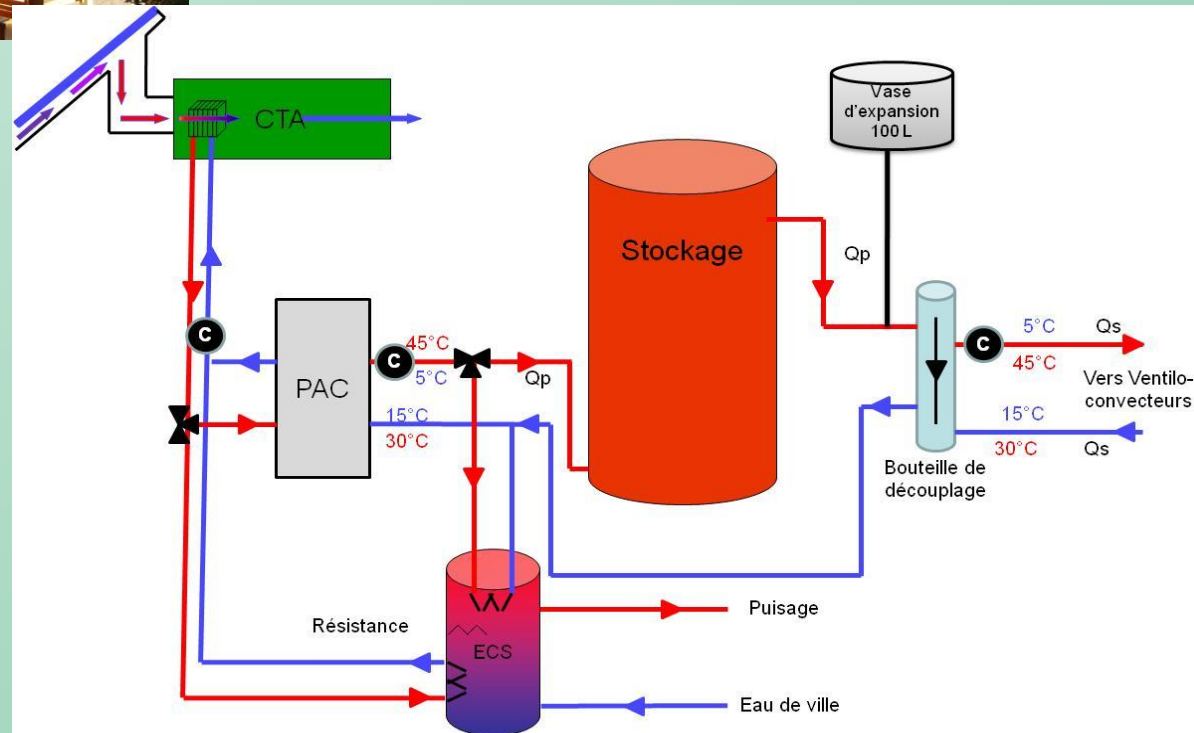 CTA
Vase
d'expansion
100 L
Stockage
Qp
C
C
45°C
5°C
Qp
PAC
15°C
30°C
C
5°C
Qs
45°C
Vers Ventilo-
convecteurs
15°C
30°C
Qs
Bouteille de
découplage
Résistance
ECS
Puisage
Eau de ville